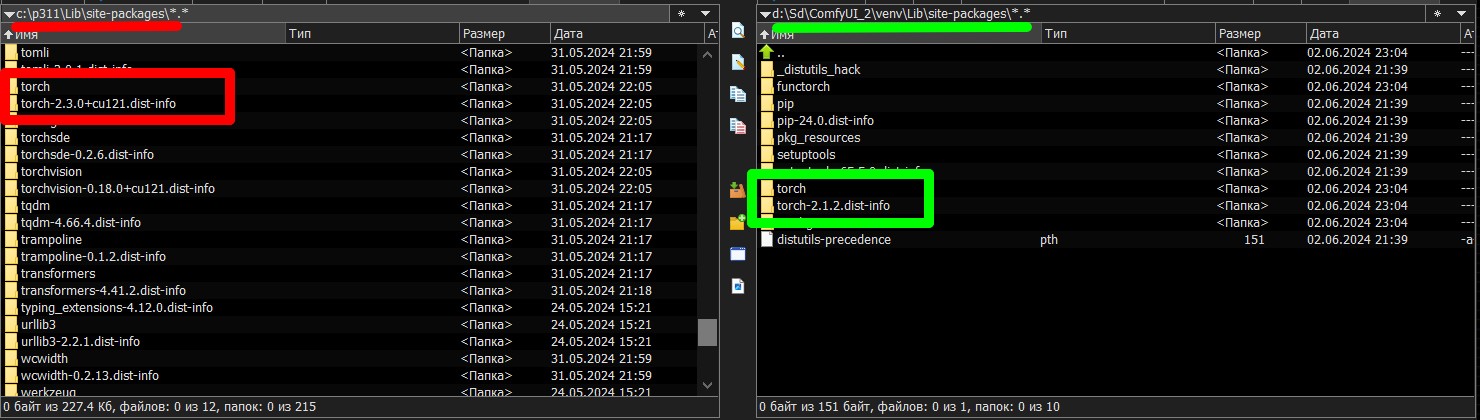 c:\p311\Lib\site-packages\*.*
* 
Имя Тип Размер Дата
tomli <Папка> 31.05.2024 21:59
tomli-2.0.1.dist-info <Папка> 31.05.2024 21:59
torch <Папка> 31.05.2024 22:05
torch-2.3.0+cu121.dist-info <Папка> 31.05.2024 22:05
<Папка> 31.05.2024 22:05
torchsde <Папка> 31.05.2024 21:17
torchsde-0.2.6.dist-info <Папка> 31.05.2024 21:17
torchvision <Папка> 31.05.2024 22:05
torchvision-0.18.0+cu121.dist-info <Папка> 31.05.2024 22:05
tqdm <Папка> 31.05.2024 21:17
tqdm-4.66.4.dist-info <Папка> 31.05.2024 21:17
trampoline <Папка> 31.05.2024 21:17
trampoline-0.1.2.dist-info <Папка> 31.05.2024 21:17
transformers <Папка> 31.05.2024 21:17
transformers-4.41.2.dist-info <Папка> 31.05.2024 21:18
typing_extensions-4.12.0.dist-info <Папка> 24.05.2024 15:21
urllib3 <Папка> 24.05.2024 15:21
urllib3-2.2.1.dist-info <Папка> 24.05.2024 15:21
wcwidth <Папка> 31.05.2024 21:59
wcwidth-0.2.13.dist-info <Папка> 31.05.2024 21:59
werkzeug <Папка> 24.05.2024 15:21
0 байт из 227.4 Кб, файлов: 0 из 12, папок: 0 из 215
d:\Sd\ComfyUI_2\venv\Lib\site-packages\*.*
*
Имя Тип Размер Дата
.. <Папка> 02.06.2024 23:04 ---
_distutils_hack <Папка> 02.06.2024 21:39 ---
functorch <Папка> 02.06.2024 23:04 ---
pip <Папка> 02.06.2024 21:39 ---
pip-24.0.dist-info <Папка> 02.06.2024 21:39 ---
pkg_resources <Папка> 02.06.2024 21:39 ---
setuptools <Папка> 02.06.2024 21:39 ---
<Папка> 02.06.2024 21:39 ---
torch <Папка> 02.06.2024 23:04 ---
torch-2.1.2.dist-info <Папка> 02.06.2024 23:04 ---
<Папка> 02.06.2024 23:04 ---
distutils-precedence pth 151 02.06.2024 21:39 -a
0 байт из 151 байт, файлов: 0 из 1, папок: 0 из 10